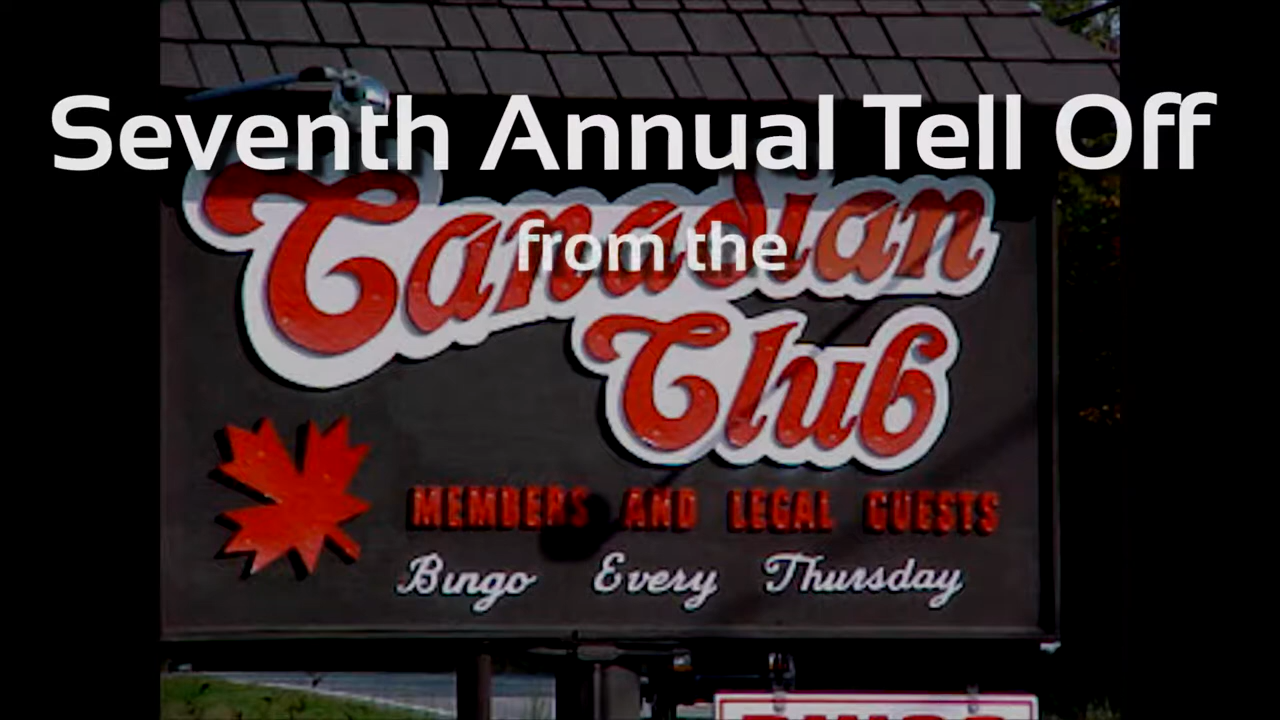 Seventh Annual Tell Off
from the
Canadian
Club
MEMBERS AND LEGAL GUESTS
Bingo Every Thursday